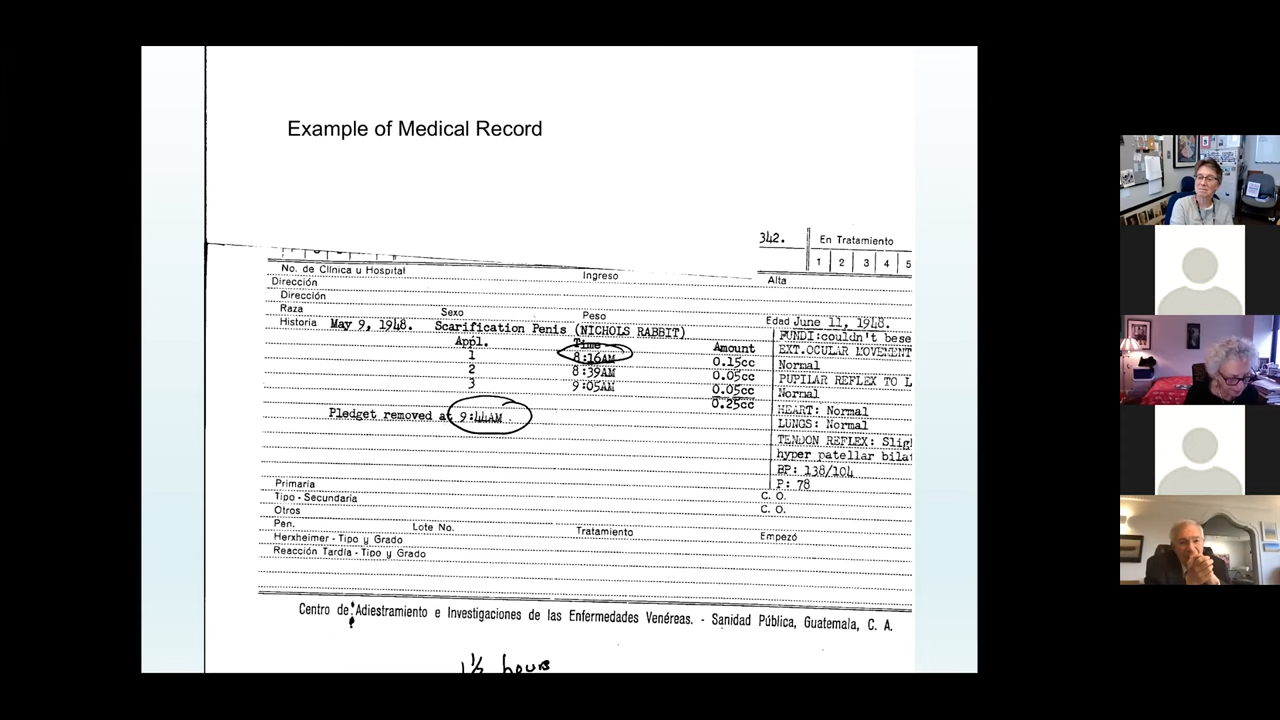 Example of Medical Record
342.
En Tratamiento
1 2 3 4 5
No. de Clínica u Hospital
Ingreso
Alta
Dirección
Dirección
Raza
Sexo
Peso
Edad June 11, 1948.
Historia May 9, 1948. Scarification Penis (NICHOLS RABBIT)
Appl. Time Amount
1 8:16AM 0.15cc
2 8:39AM 0.05cc
3 9:05AM 0.05cc
0.25cc
Pledget removed at 9:44AM.
FUNDI:couldn't bese
EXT.OCULAR MOVEMENT
Normal
PUPILAR REFLEX TO L
Normal
HEART: Normal
LUNGS: Normal
TENDON REFLEX: Slig
hyper patellar bilat
BP: 138/104
P: 78
Primaria
C. O.
Tipo - Secundaria
C. O.
Otros
Pen. Lote No. Tratamiento Empezó
Herxheimer - Tipo y Grado
Reacción Tardía - Tipo y Grado
Centro de Adiestramiento e Investigaciones de las Enfermedades Venéreas. - Sanidad Pública, Guatemala, C. A.
1½ hours